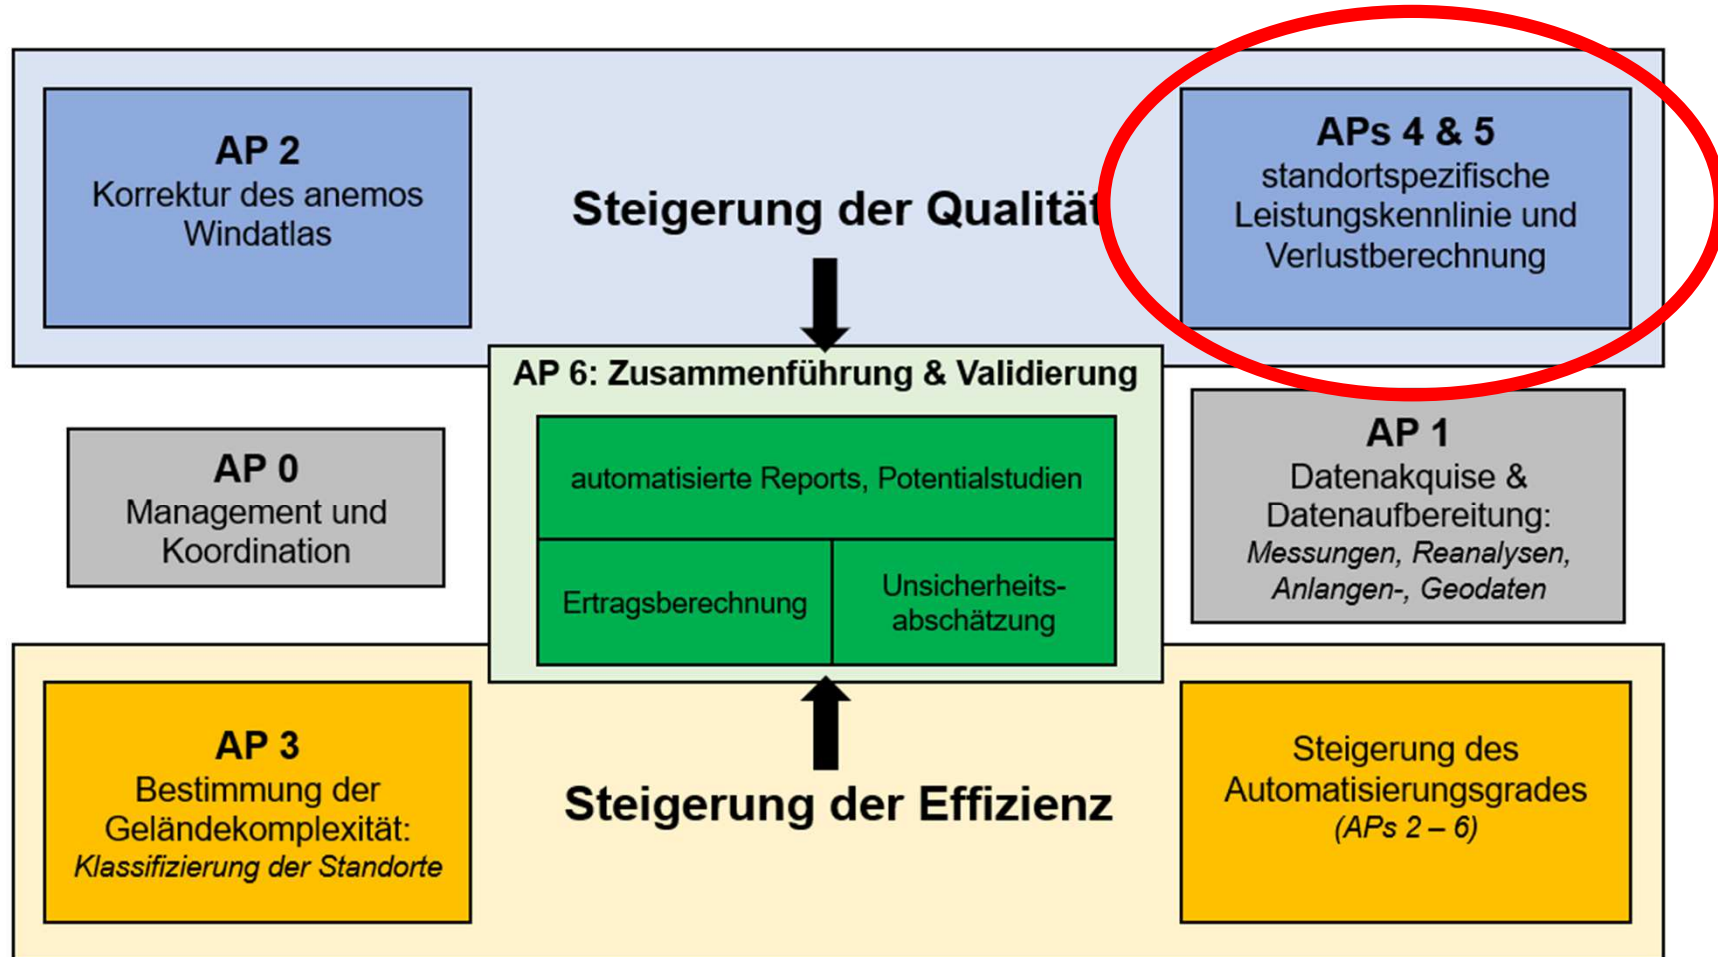 AP 2
Korrektur des anemos
Windatlas
Steigerung der Qualität
APs 4 & 5
standortspezifische
Leistungskennlinie und
Verlustberechnung
AP 6: Zusammenführung & Validierung
automatisierte Reports, Potentialstudien
Ertragsberechnung
Unsicherheits-
abschätzung
AP 0
Management und
Koordination
AP 1
Datenakquise &
Datenaufbereitung:
Messungen, Reanalysen,
Anlangen-, Geodaten
AP 3
Bestimmung der
Geländekomplexität:
Klassifizierung der Standorte
Steigerung der Effizienz
Steigerung des
Automatisierungsgrades
(APs 2 – 6)